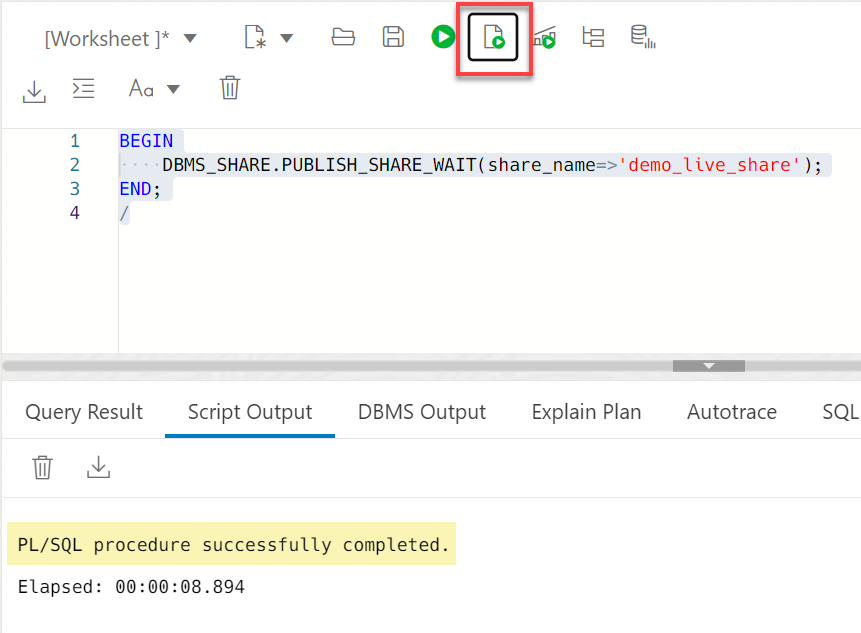 [Worksheet ]*
Aa
1 BEGIN
2 ····DBMS_SHARE.PUBLISH_SHARE_WAIT(share_name=>'demo_live_share');
3 END;
4 /
Query Result Script Output DBMS Output Explain Plan Autotrace SQL
PL/SQL procedure successfully completed.
Elapsed: 00:00:08.894